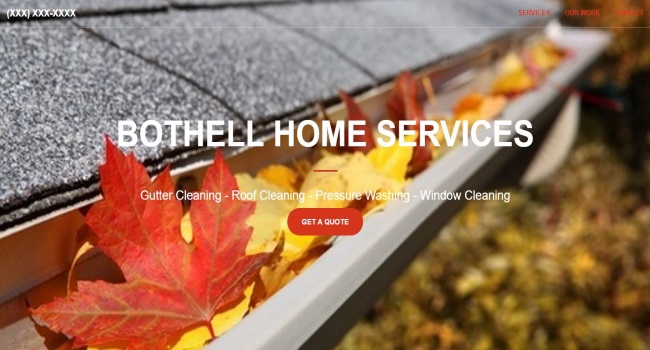 (XXX) XXX-XXXX
SERVICES OUR WORK
BOTHELL HOME SERVICES
Gutter Cleaning - Roof Cleaning - Pressure Washing - Window Cleaning
GET A QUOTE